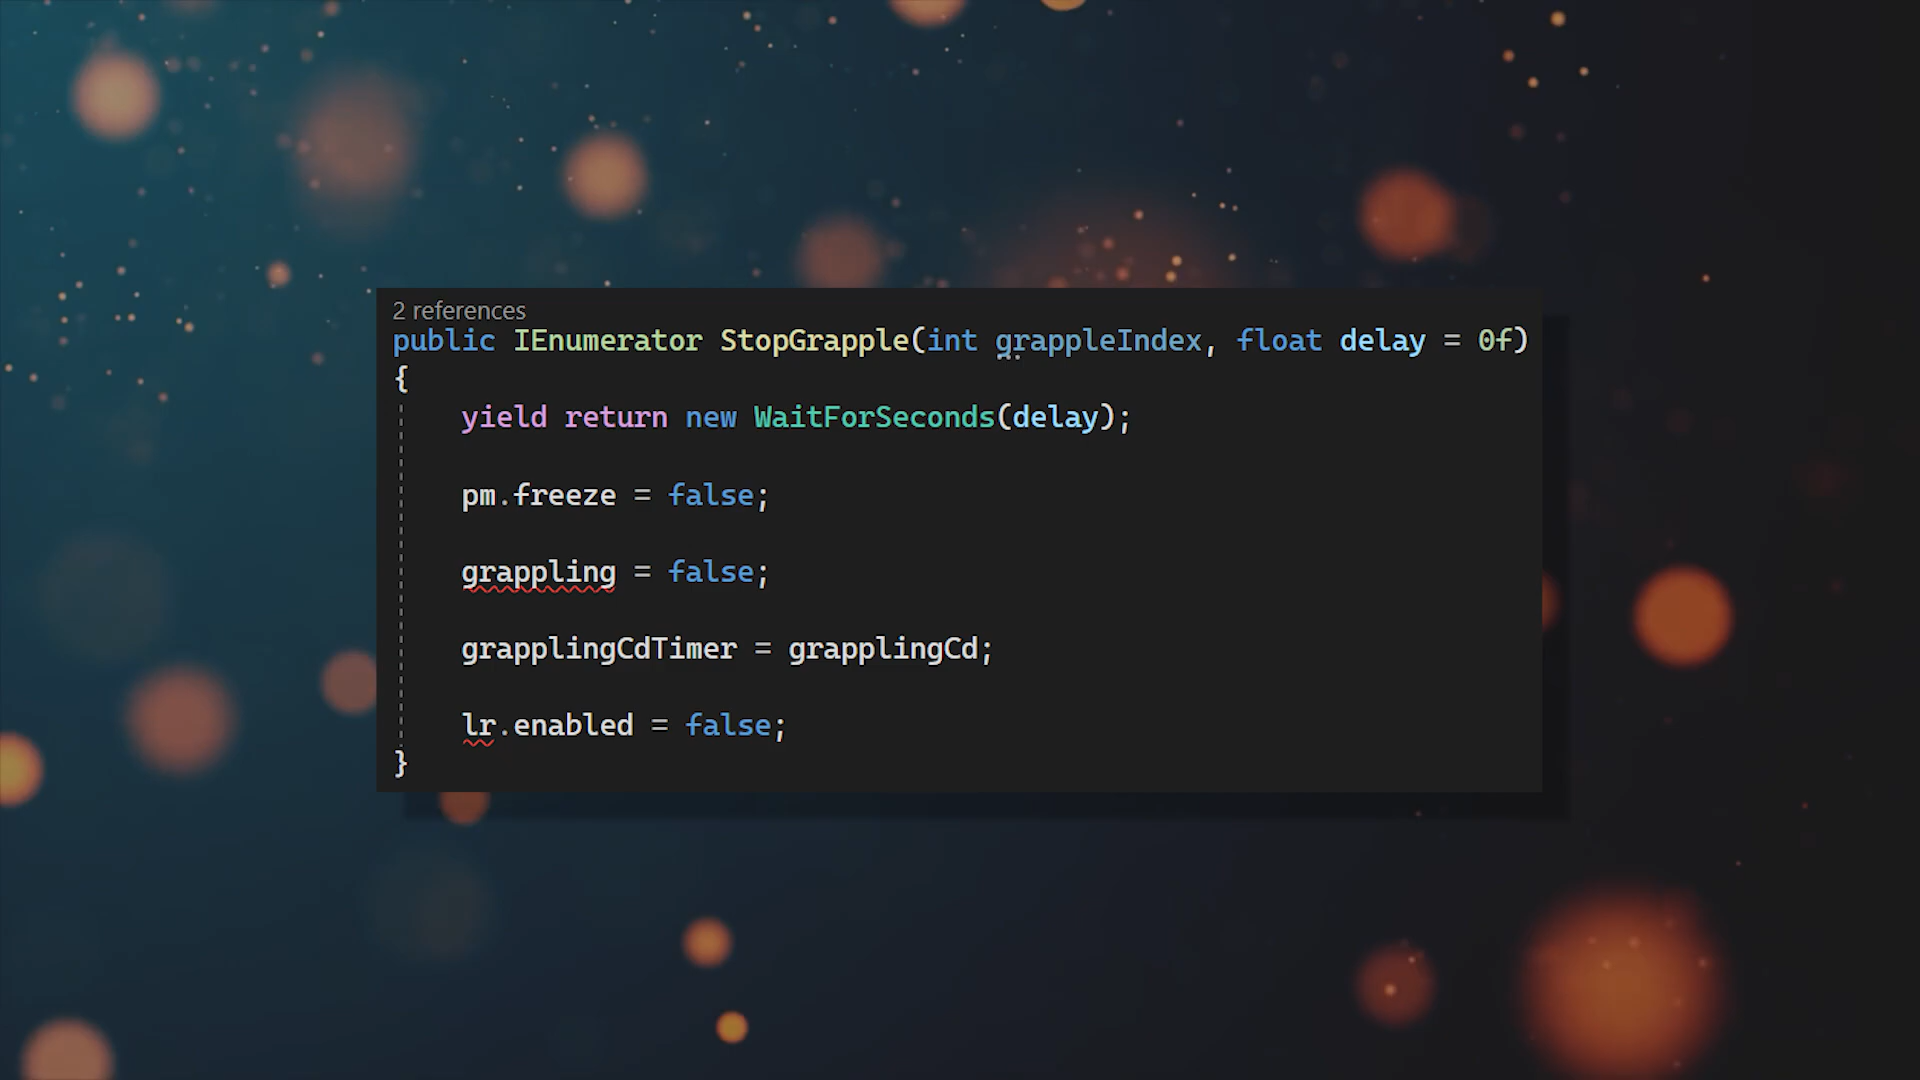 2 references
public IEnumerator StopGrapple(int grappleIndex, float delay = 0f)
{
yield return new WaitForSeconds(delay);
pm.freeze = false;
grappling = false;
grapplingCdTimer = grapplingCd;
lr.enabled = false;
}